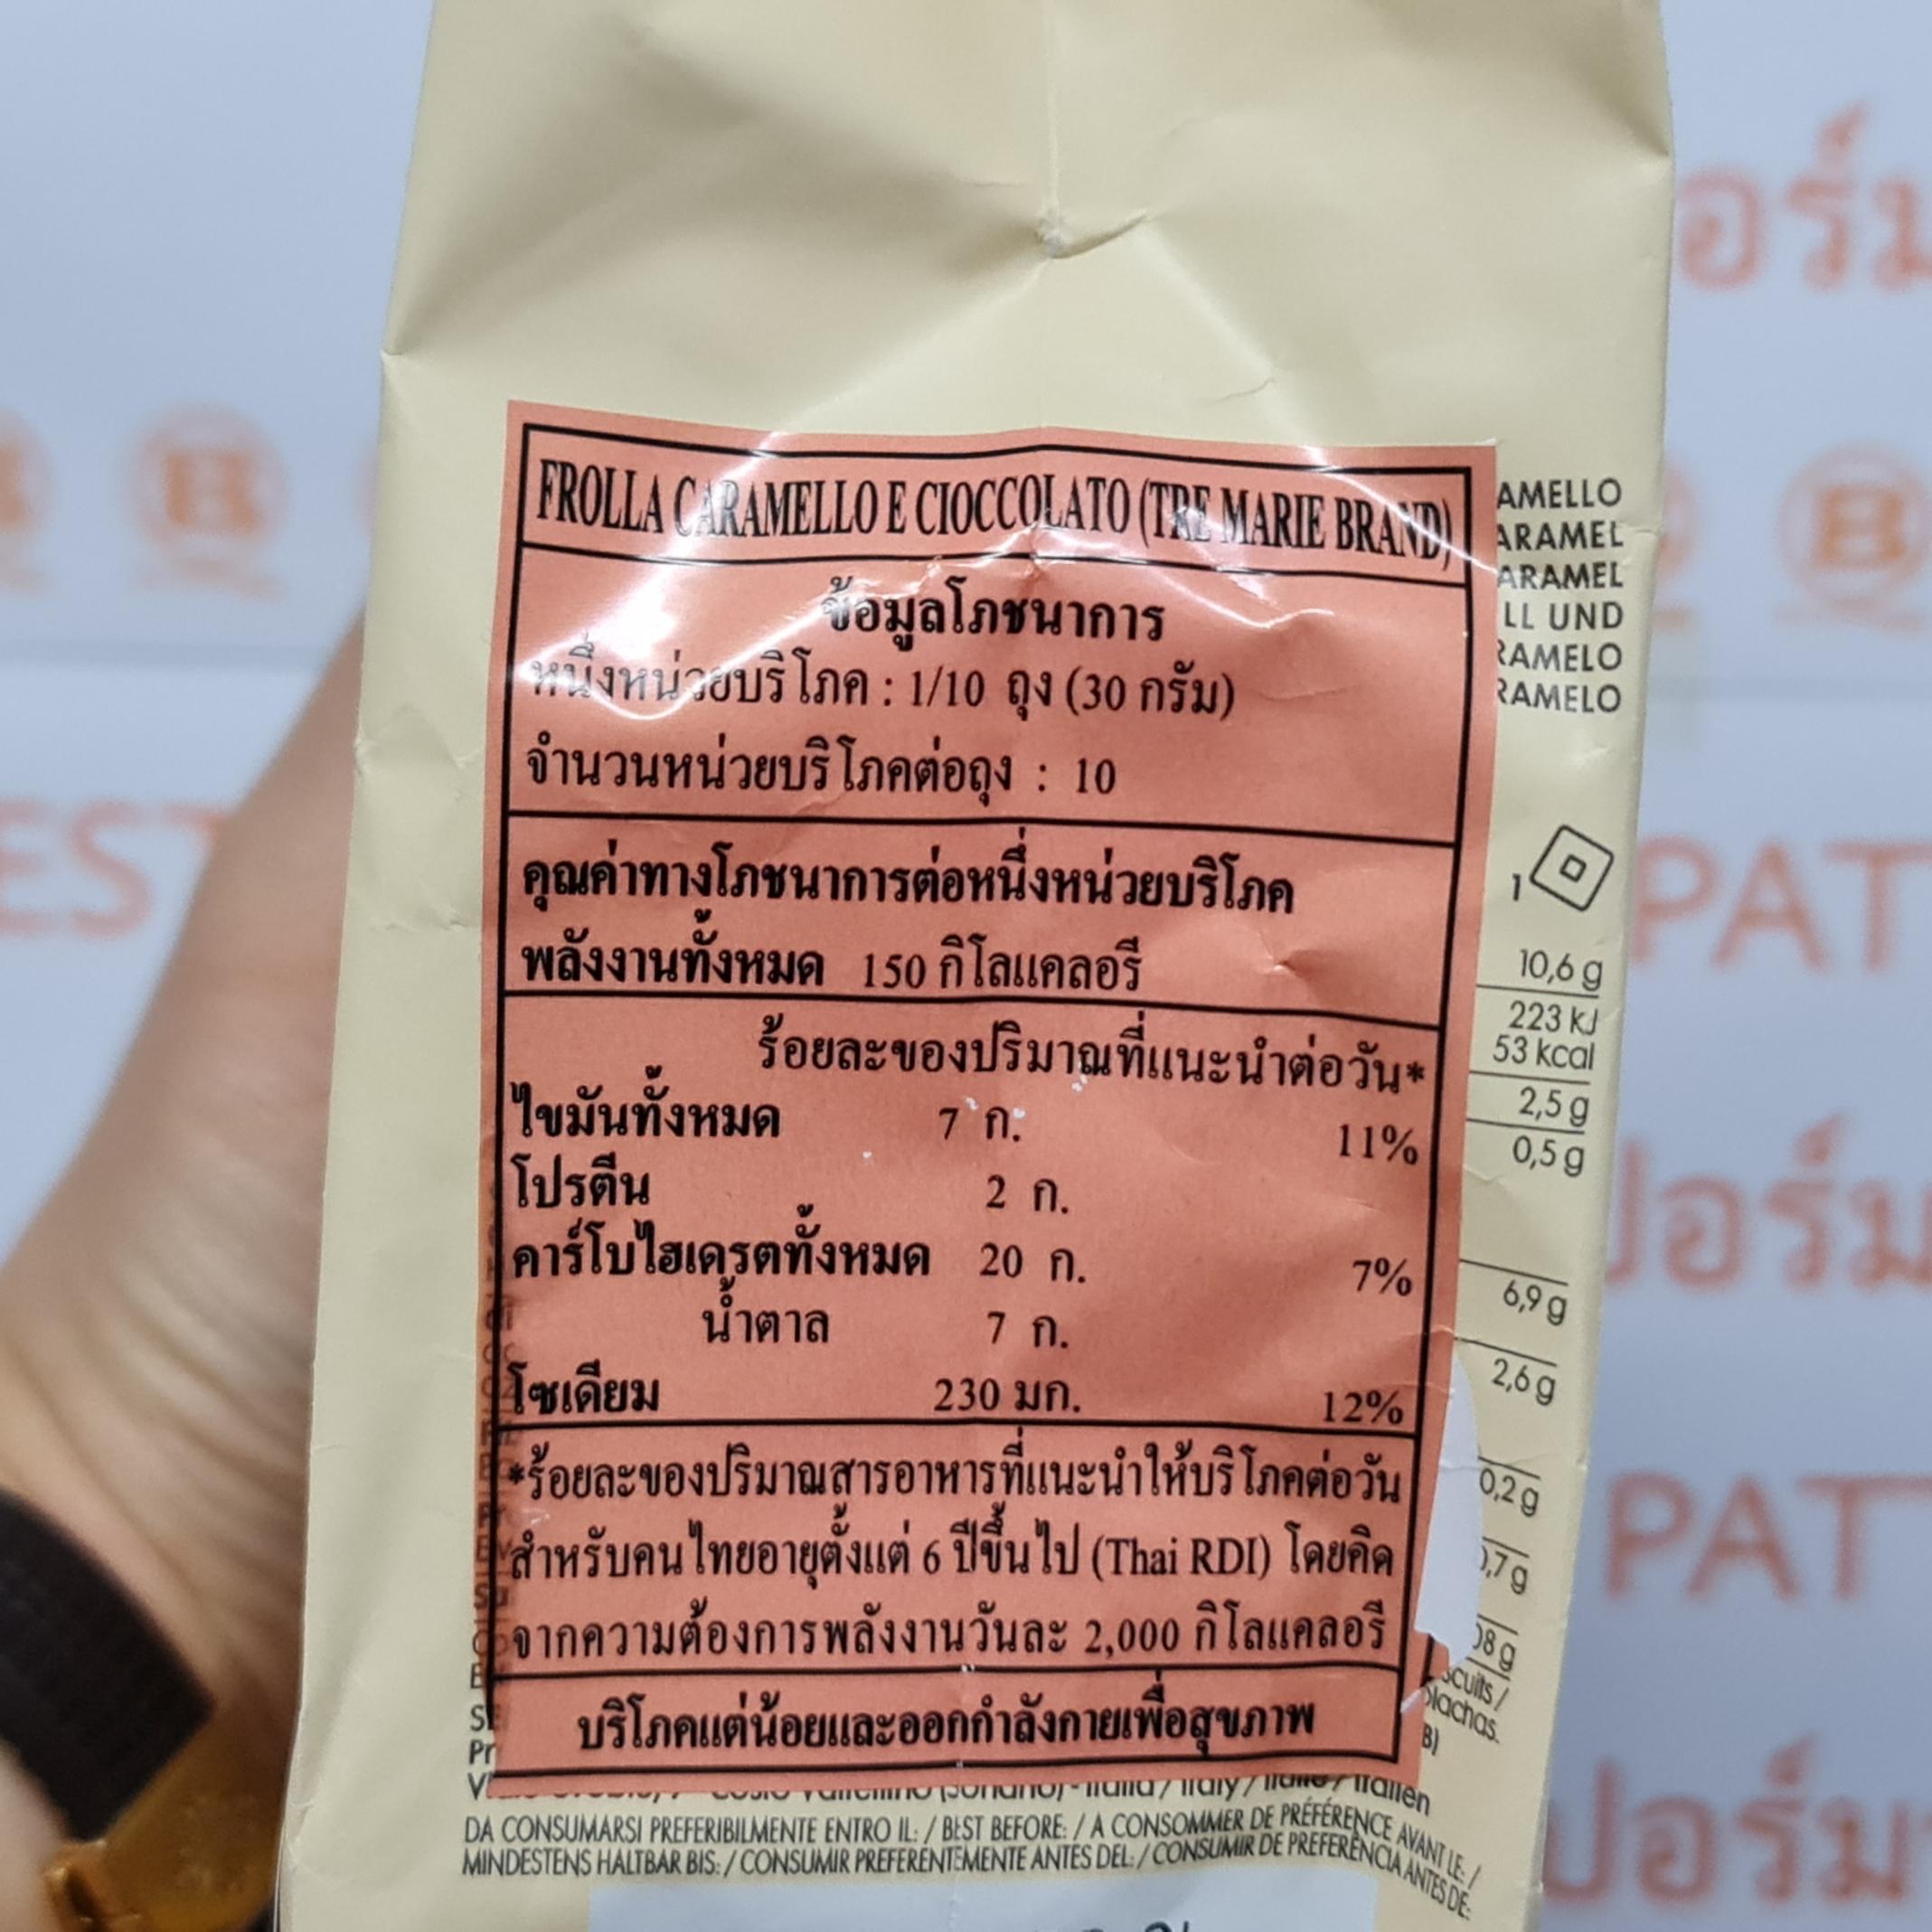 FROLLA CARAMELLO E CIOCCOLATO (TRE MARIE BRAND)
ข้อมูลโภชนาการ
หนึ่งหน่วยบริโภค : 1/10 ถุง (30 กรัม)
จำนวนหน่วยบริโภคต่อถุง : 10
คุณค่าทางโภชนาการต่อหนึ่งหน่วยบริโภค
พลังงานทั้งหมด 150 กิโลแคลอรี
ร้อยละของปริมาณที่แนะนำต่อวัน*
ไขมันทั้งหมด 7 ก. 11%
โปรตีน 2 ก.
คาร์โบไฮเดรตทั้งหมด 20 ก. 7%
น้ำตาล 7 ก.
โซเดียม 230 มก. 12%
*ร้อยละของปริมาณสารอาหารที่แนะนำให้บริโภคต่อวัน
สำหรับคนไทยอายุตั้งแต่ 6 ปีขึ้นไป (Thai RDI) โดยคิด
จากความต้องการพลังงานวันละ 2,000 กิโลแคลอรี
บริโภคแต่น้อยและออกกำลังกายเพื่อสุขภาพ
AMELLO
ARAMEL
ARAMEL
LL UND
RAMELO
RAMELO
1
10,6 g
223 kJ
53 kcal
2,5 g
0,5 g
6,9 g
2,6 g
0,2 g
,7 g
08 g
scuits /
olachas.
B)
Italia / Italy / Italie / Italien
DA CONSUMARSI PREFERIBILMENTE ENTRO IL: / BEST BEFORE: / A CONSOMMER DE PRÉFÉRENCE AVANT LE: /
MINDESTENS HALTBAR BIS: / CONSUMIR PREFERENTEMENTE ANTES DEL: / CONSUMIR DE PREFERÊNCIA ANTES DE:
B
B
B
EST
PAT
PAT